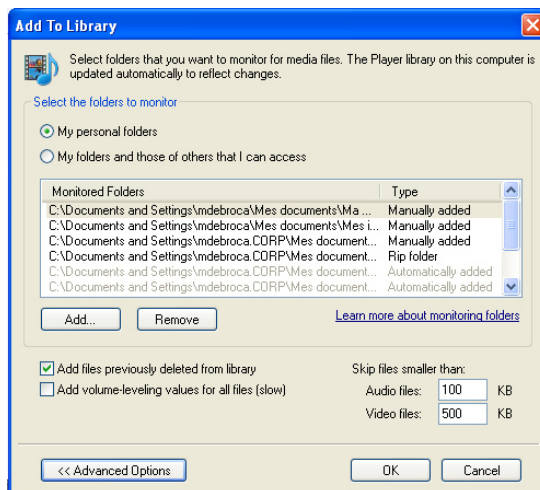 Add To Library
Select folders that you want to monitor for media files. The Player library on this computer is
updated automatically to reflect changes.
Select the folders to monitor
My personal folders
My folders and those of others that I can access
Monitored Folders Type
C:\Documents and Settings\mdebroca\Mes documents\Ma ... Manually added
C:\Documents and Settings\mdebroca\Mes documents\Mes i... Manually added
C:\Documents and Settings\mdebroca.CORP\Mes document... Manually added
C:\Documents and Settings\mdebroca.CORP\Mes document... Rip folder
C:\Documents and Settings\mdebroca.CORP\Mes document... Automatically added
C:\Documents and Settings\mdebroca.CORP\Mes document... Automatically added
Add... Remove Learn more about monitoring folders
Add files previously deleted from library Skip files smaller than:
Add volume-leveling values for all files (slow) Audio files: 100 KB
Video files: 500 KB
<< Advanced Options OK Cancel